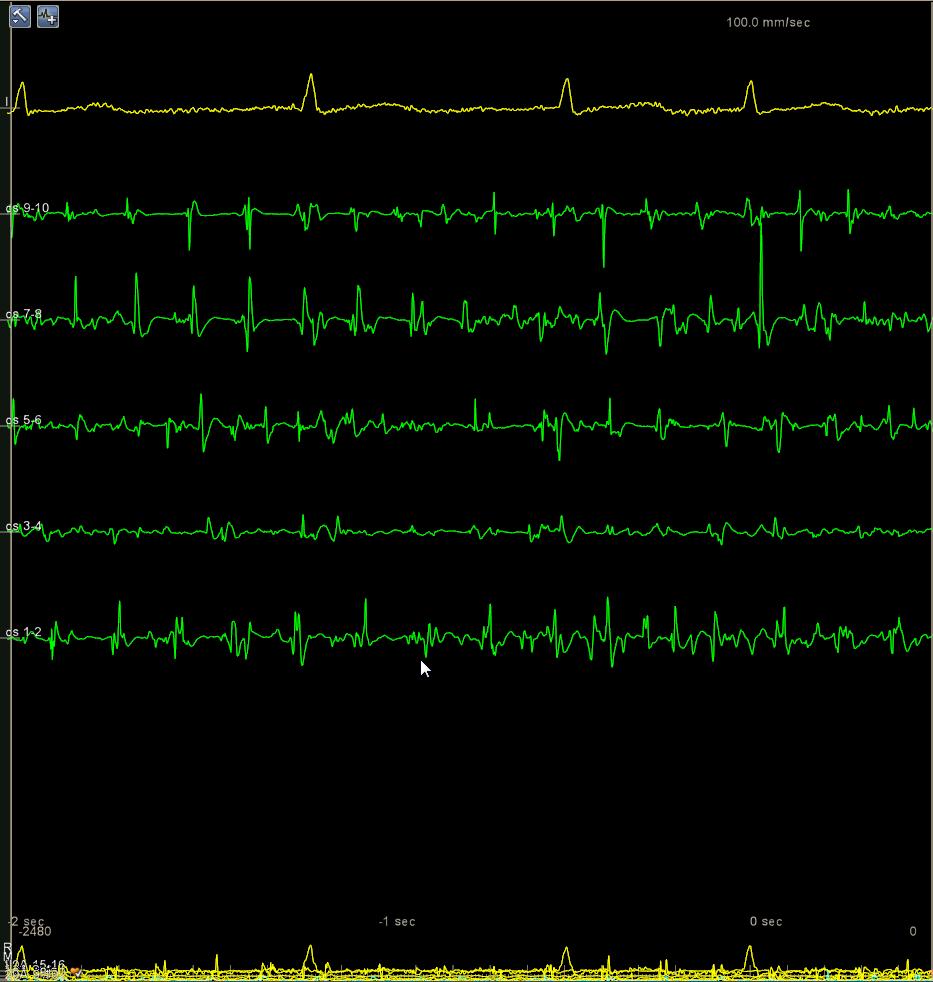 100.0 mm/sec
I
cs 9-10
cs 7-8
cs 5-6
cs 3-4
cs 1-2
-2 sec -1 sec 0 sec
-2480 0
R